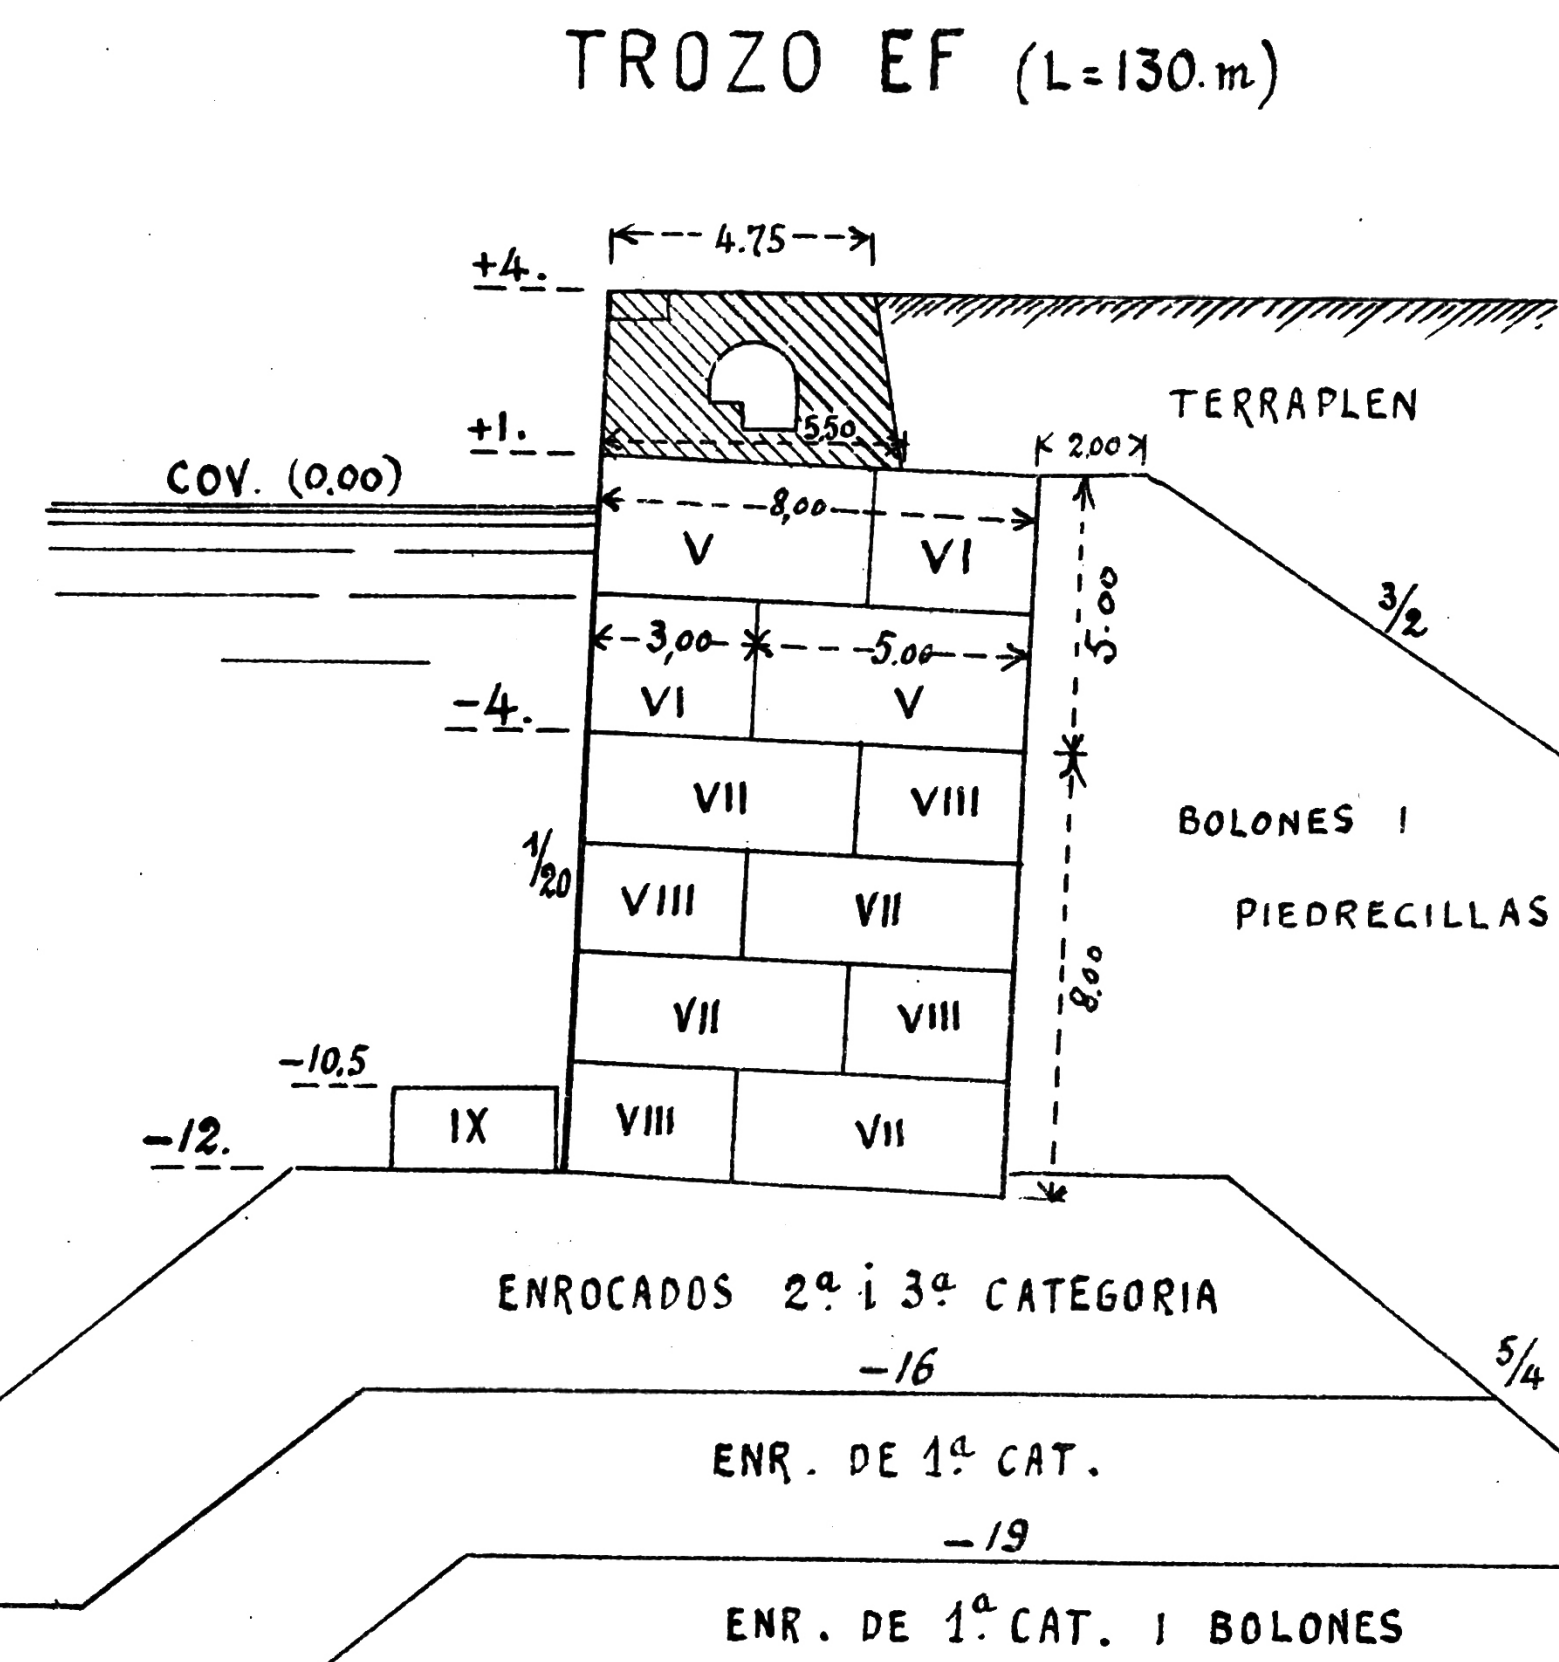 TROZO EF (L=130.m)
4.75
+4.
TERRAPLEN
+1.
5.50
2,00
COV. (0.00)
8,00
V
VI
5.00
3/2
3,00
5.00
VI
V
-4.
VII
VIII
BOLONES I
1/20
VIII
VII
PIEDRECILLAS
8.00
VII
VIII
-10.5
IX
VIII
VII
-12.
ENROCADOS 2ª i 3ª CATEGORIA
-16
5/4
ENR. DE 1ª CAT.
-19
ENR. DE 1ª CAT. I BOLONES